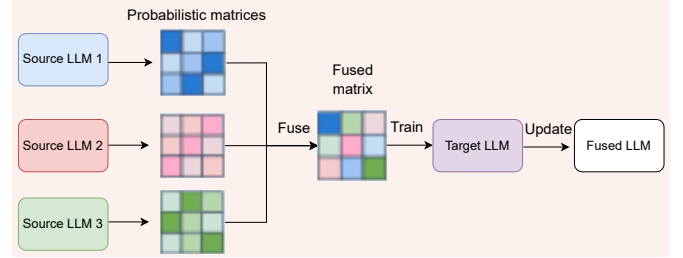 Probabilistic matrices
Source LLM 1
Fused
matrix
Source LLM 2
Fuse
Train
Target LLM
Update
Fused LLM
Source LLM 3